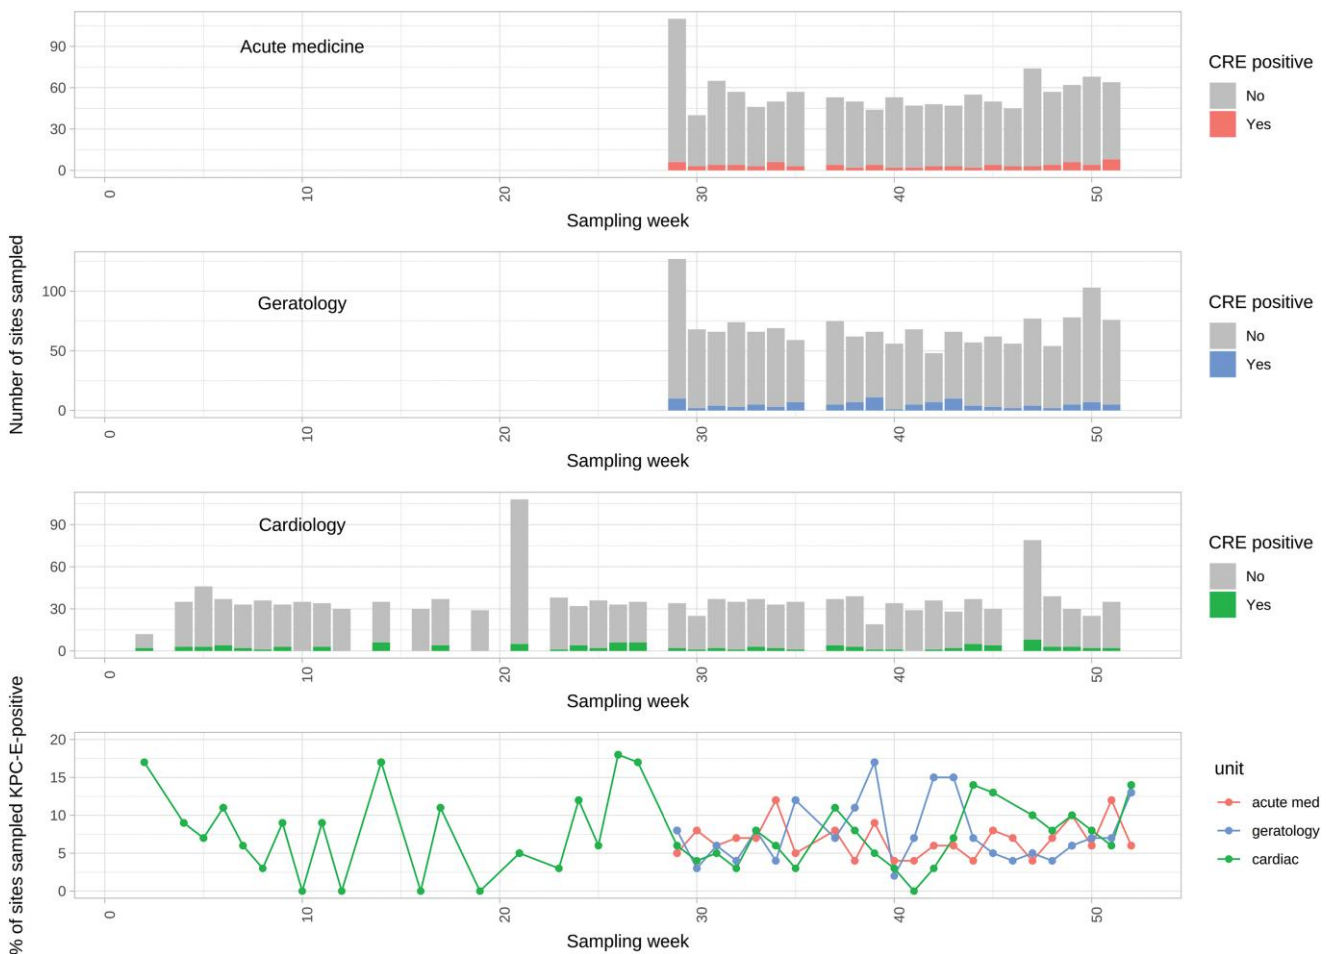 Acute medicine
90
60
30
0
0
10
20
30
40
50
Sampling week
CRE positive
No
Yes
Number of sites sampled
Geratology
100
50
0
0
10
20
30
40
50
Sampling week
CRE positive
No
Yes
Cardiology
90
60
30
0
0
10
20
30
40
50
Sampling week
CRE positive
No
Yes
% of sites sampled KPC-E-positive
20
15
10
5
0
0
10
20
30
40
50
Sampling week
unit
acute med
geratology
cardiac